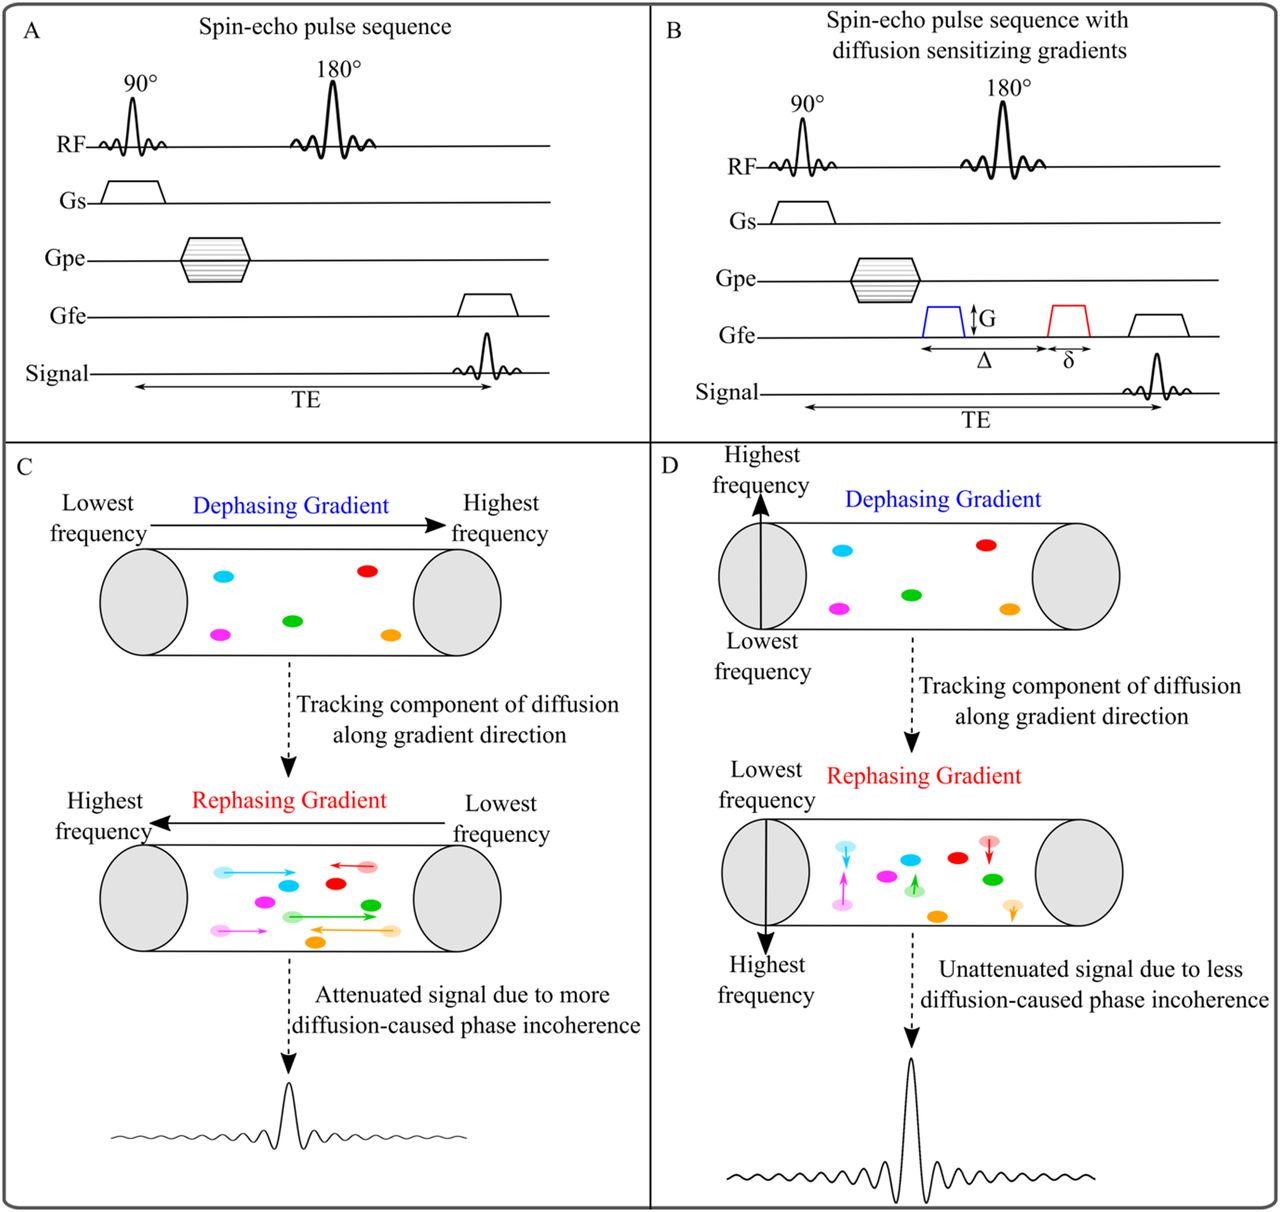 A
Spin-echo pulse sequence
90°
180°
RF
Gs
Gpe
Gfe
Signal
TE
B
Spin-echo pulse sequence with
diffusion sensitizing gradients
90°
180°
RF
Gs
Gpe
G
Gfe
Δ
δ
Signal
TE
C
Lowest
frequency
Dephasing Gradient
Highest
frequency
Tracking component of diffusion
along gradient direction
Highest
frequency
Rephasing Gradient
Lowest
frequency
Attenuated signal due to more
diffusion-caused phase incoherence
D
Highest
frequency
Dephasing Gradient
Lowest
frequency
Tracking component of diffusion
along gradient direction
Lowest
frequency
Rephasing Gradient
Highest
frequency
Unattenuated signal due to less
diffusion-caused phase incoherence